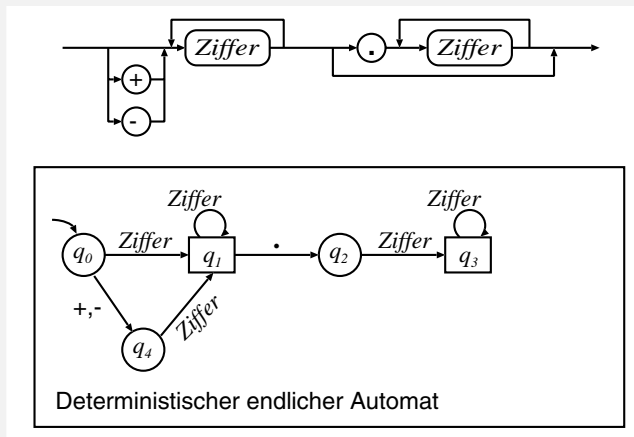 Ziffer . Ziffer
+
-
Ziffer Ziffer
q0 Ziffer q1 . q2 Ziffer q3
+,- Ziffer
q4
Deterministischer endlicher Automat